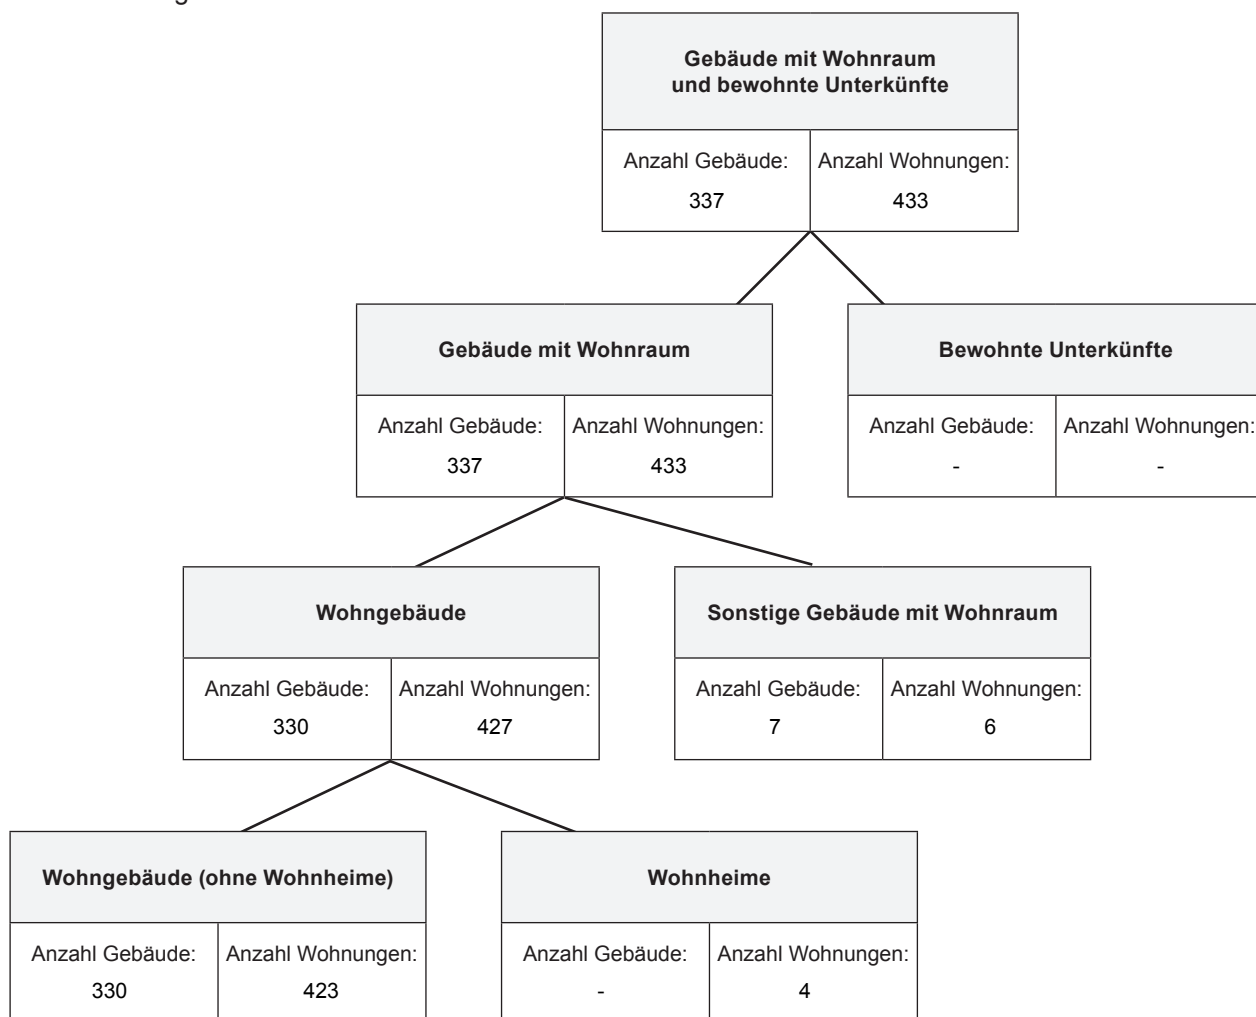 Gebäude mit Wohnraum
und bewohnte Unterkünfte
Anzahl Gebäude: Anzahl Wohnungen:
337 433
Gebäude mit Wohnraum
Anzahl Gebäude: Anzahl Wohnungen:
337 433
Bewohnte Unterkünfte
Anzahl Gebäude: Anzahl Wohnungen:
- -
Wohngebäude
Anzahl Gebäude: Anzahl Wohnungen:
330 427
Sonstige Gebäude mit Wohnraum
Anzahl Gebäude: Anzahl Wohnungen:
7 6
Wohngebäude (ohne Wohnheime)
Anzahl Gebäude: Anzahl Wohnungen:
330 423
Wohnheime
Anzahl Gebäude: Anzahl Wohnungen:
- 4